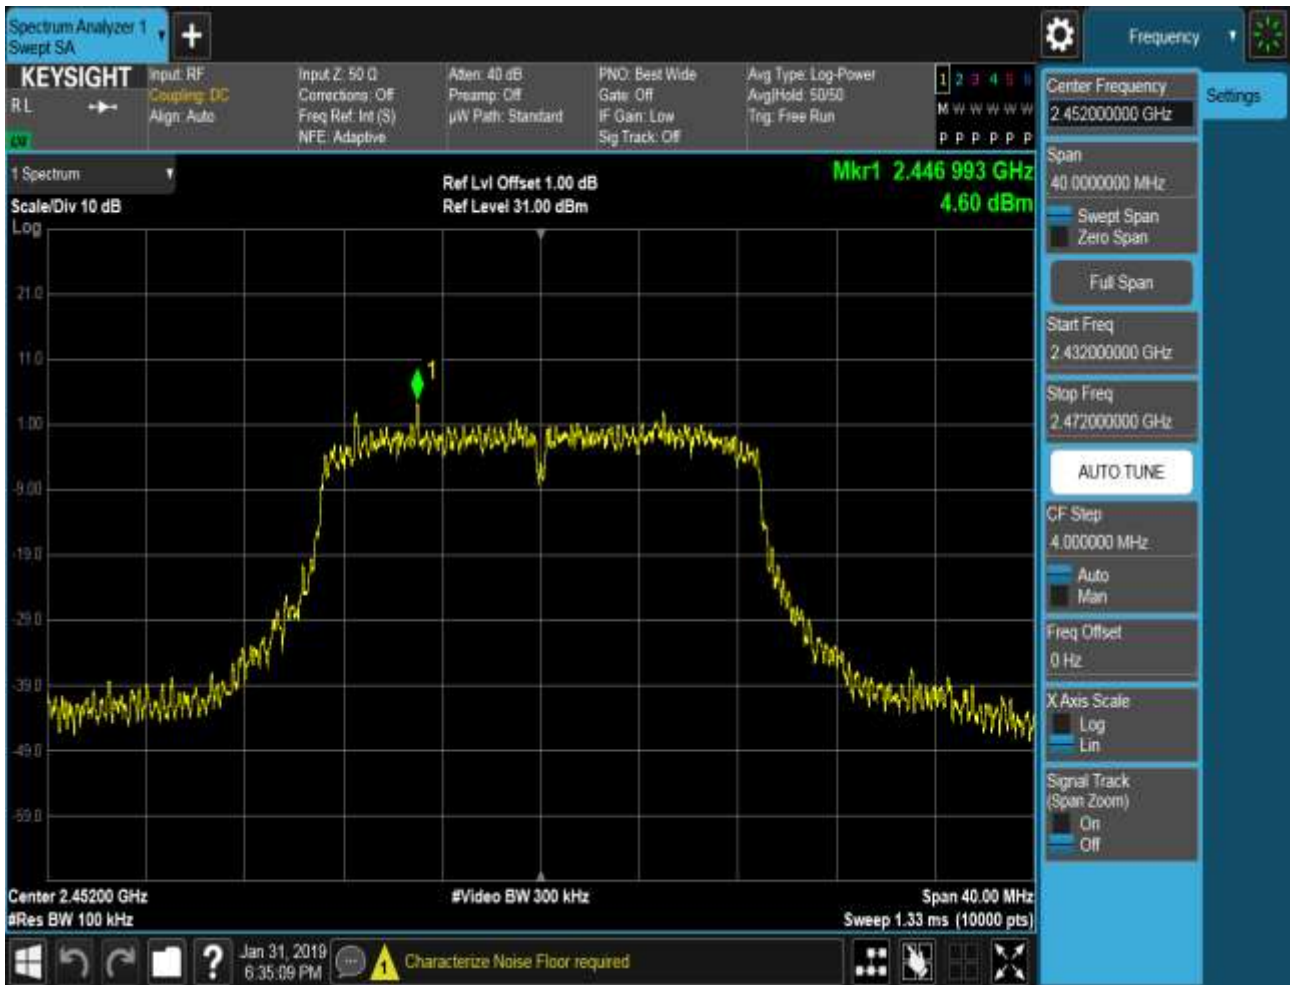 Spectrum Analyzer 1
Swept SA
Frequency
KEYSIGHT
R L
Input: RF
Coupling: DC
Align: Auto
Input Z: 50 Ω
Corrections: Off
Freq Ref: Int (S)
NFE: Adaptive
Atten: 40 dB
Preamp: Off
µW Path: Standard
PNO: Best Wide
Gate: Off
IF Gain: Low
Sig Track: Off
Avg Type: Log-Power
Avg|Hold: 50/50
Trig: Free Run
1 2 3 4 5 6
M W W W W W
P P P P P P
Settings
Center Frequency
2.452000000 GHz
Span
40.0000000 MHz
Swept Span
Zero Span
Full Span
Start Freq
2.432000000 GHz
Stop Freq
2.472000000 GHz
AUTO TUNE
CF Step
4.000000 MHz
Auto
Man
Freq Offset
0 Hz
X Axis Scale
Log
Lin
Signal Track
(Span Zoom)
On
Off
1 Spectrum
Scale/Div 10 dB
Log
Ref Lvl Offset 1.00 dB
Ref Level 31.00 dBm
Mkr1 2.446 993 GHz
4.60 dBm
21.0
11.0
1.00
-9.00
-19.0
-29.0
-39.0
-49.0
-59.0
1
Center 2.45200 GHz
#Res BW 100 kHz
#Video BW 300 kHz
Span 40.00 MHz
Sweep 1.33 ms (10000 pts)
Jan 31, 2019
6:35:09 PM
1
Characterize Noise Floor required